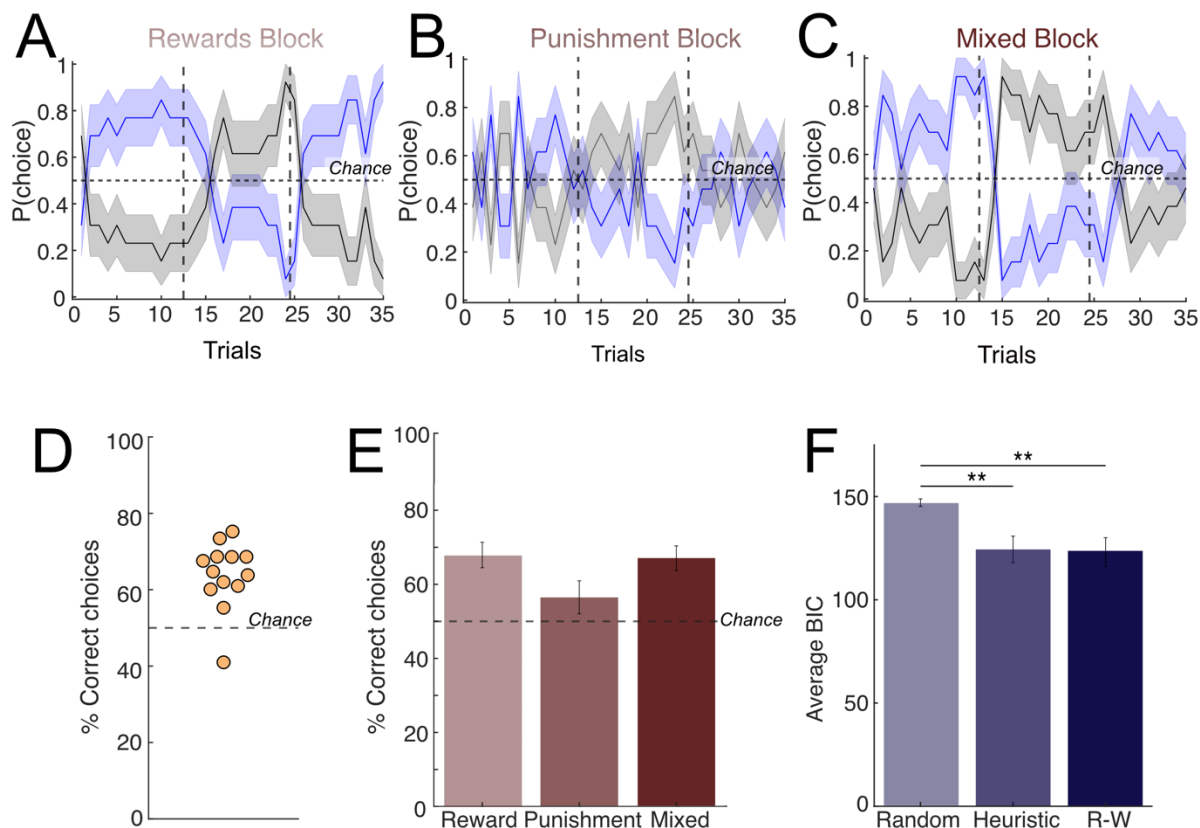 A
Rewards Block
P(choice)
1
0.8
0.6
0.4
0.2
0
Chance
0 5 10 15 20 25 30 35
Trials
B
Punishment Block
P(choice)
1
0.8
0.6
0.4
0.2
0
Chance
0 5 10 15 20 25 30 35
Trials
C
Mixed Block
P(choice)
1
0.8
0.6
0.4
0.2
0
Chance
0 5 10 15 20 25 30 35
Trials
D
% Correct choices
100
80
60
40
20
0
Chance
E
% Correct choices
100
80
60
40
20
0
Chance
Reward Punishment Mixed
F
Average BIC
150
100
50
0
**
**
Random Heuristic R-W